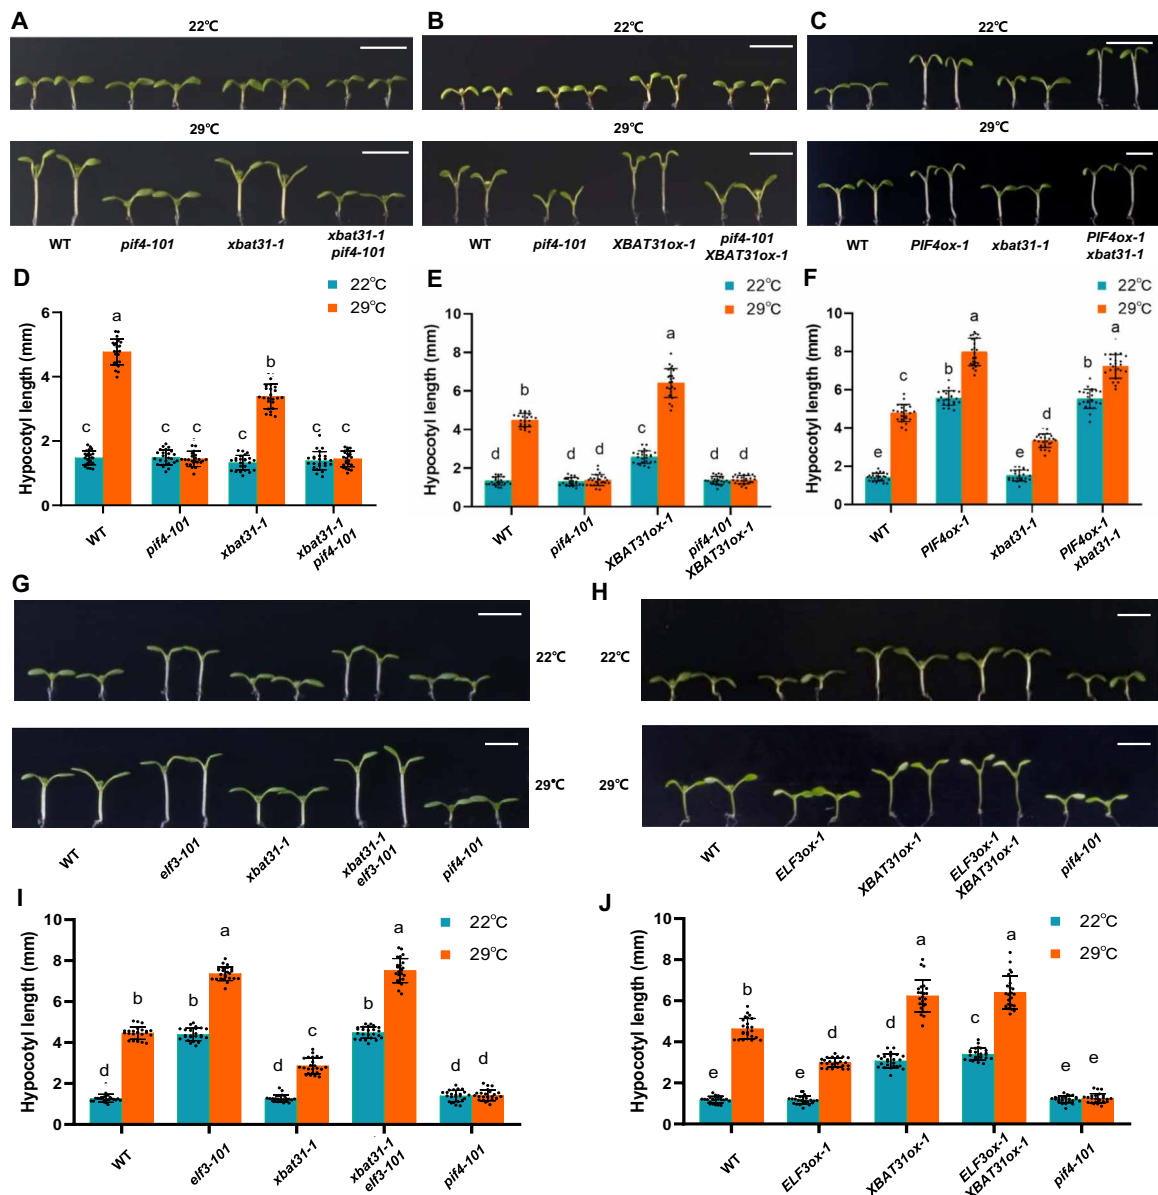 A
B
C
22℃
22℃
22℃
29℃
29℃
29℃
WT
pif4-101
xbat31-1
xbat31-1
pif4-101
WT
pif4-101
XBAT31ox-1
pif4-101
XBAT31ox-1
WT
PIF4ox-1
xbat31-1
PIF4ox-1
xbat31-1
D
22°C
29°C
Hypocotyl length (mm)
6
4
2
0
c
a
c
c
c
b
c
c
WT
pif4-101
xbat31-1
xbat31-1
pif4-101
E
22°C
29°C
Hypocotyl length (mm)
10
8
6
4
2
0
d
b
d
d
c
a
d
d
WT
pif4-101
XBAT31ox-1
pif4-101
XBAT31ox-1
F
22°C
29°C
Hypocotyl length (mm)
10
8
6
4
2
0
e
c
b
a
e
d
b
a
WT
PIF4ox-1
xbat31-1
PIF4ox-1
xbat31-1
G
22℃
29℃
WT
elf3-101
xbat31-1
xbat31-1
elf3-101
pif4-101
H
22℃
29℃
WT
ELF3ox-1
XBAT31ox-1
ELF3ox-1
XBAT31ox-1
pif4-101
I
22°C
29°C
Hypocotyl length (mm)
10
8
6
4
2
0
d
b
b
a
d
c
b
a
d
d
WT
elf3-101
xbat31-1
xbat31-1
elf3-101
pif4-101
J
22°C
29°C
Hypocotyl length (mm)
10
8
6
4
2
0
e
b
e
d
d
a
c
a
e
e
WT
ELF3ox-1
XBAT31ox-1
ELF3ox-1
XBAT31ox-1
pif4-101